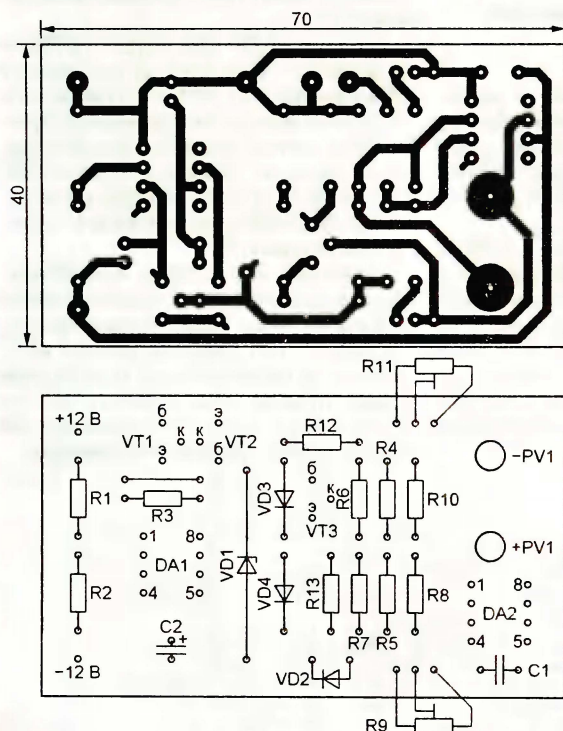 70
40
R11
+12 В
б
э
VT1
к
к
VT2
э
б
R12
R4
−PV1
R1
R3
VD3
б
к
э
VT3
R6
R10
1
8
DA1
4
5
VD1
+PV1
R2
VD4
R13
R8
1
8
DA2
4
5
C2
+
R7
R5
−12 В
VD2
C1
R9